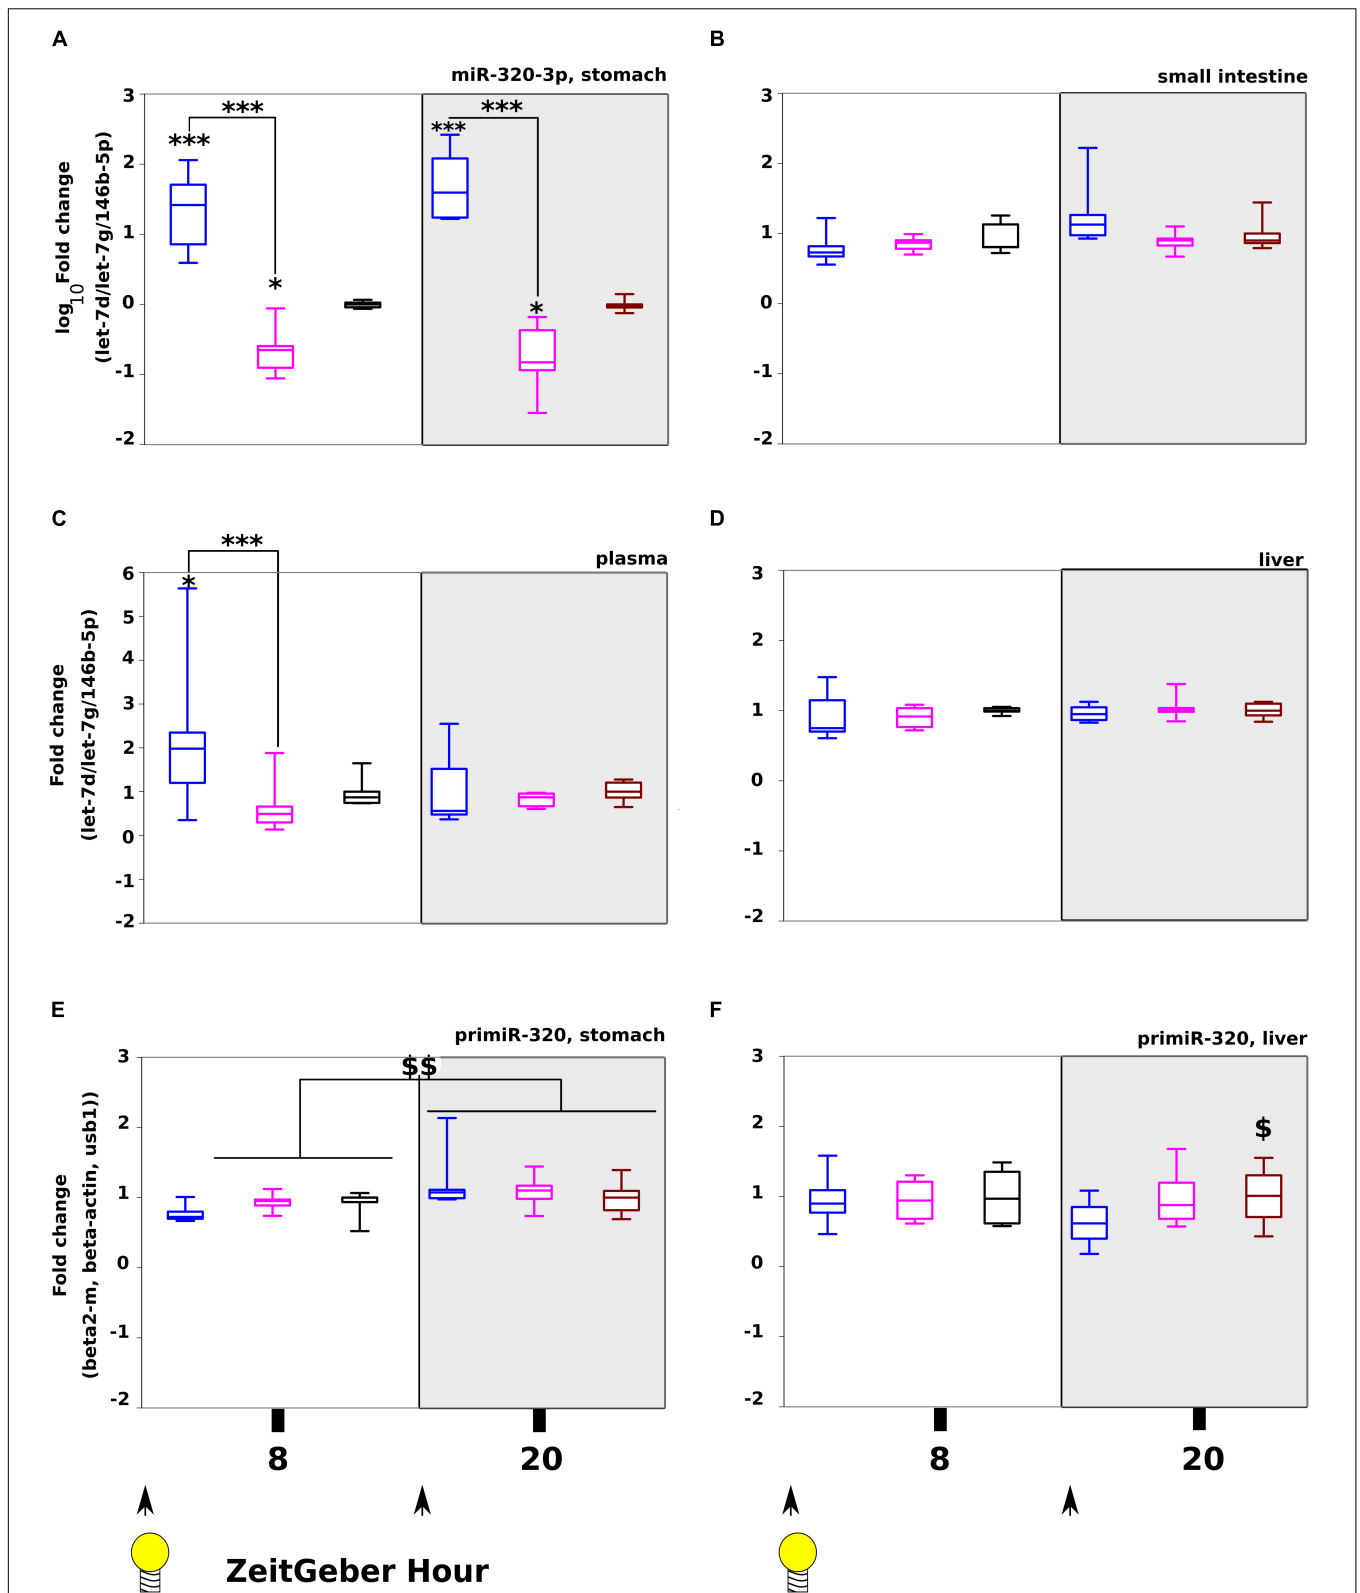 A
B
miR-320-3p, stomach
small intestine
log10 Fold change
(let-7d/let-7g/146b-5p)
3
2
1
0
-1
-2
***
***
*
***
***
*
3
2
1
0
-1
-2
C
D
plasma
liver
Fold change
(let-7d/let-7g/146b-5p)
6
5
4
3
2
1
0
-1
-2
***
*
3
2
1
0
-1
-2
E
F
primiR-320, stomach
primiR-320, liver
Fold change
(beta2-m, beta-actin, usb1))
3
2
1
0
-1
-2
$$
3
2
1
0
-1
-2
$
8
20
8
20
ZeitGeber Hour